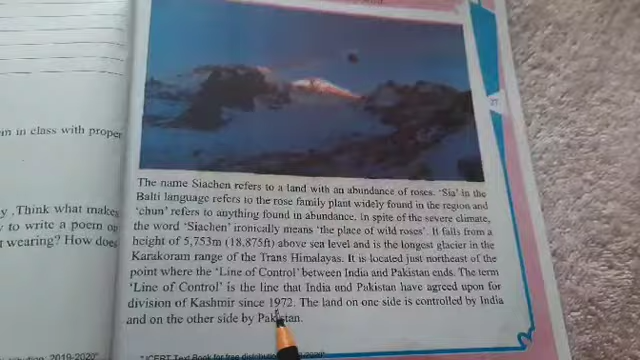 m in class with proper
y .Think what makes
y to write a poem on
t wearing? How does
ution, 2019-2020"
The name Siachen refers to a land with an abundance of roses. 'Sia' in the
Balti language refers to the rose family plant widely found in the region and
'chun' refers to anything found in abundance. In spite of the severe climate,
the word 'Siachen' ironically means 'the place of wild roses'. It falls from a
height of 5,753m (18,875ft) above sea level and is the longest glacier in the
Karakoram range of the Trans Himalayas. It is located just northeast of the
point where the 'Line of Control' between India and Pakistan ends. The term
'Line of Control' is the line that India and Pakistan have agreed upon for
division of Kashmir since 1972. The land on one side is controlled by India
and on the other side by Pakistan.
Text Book for free